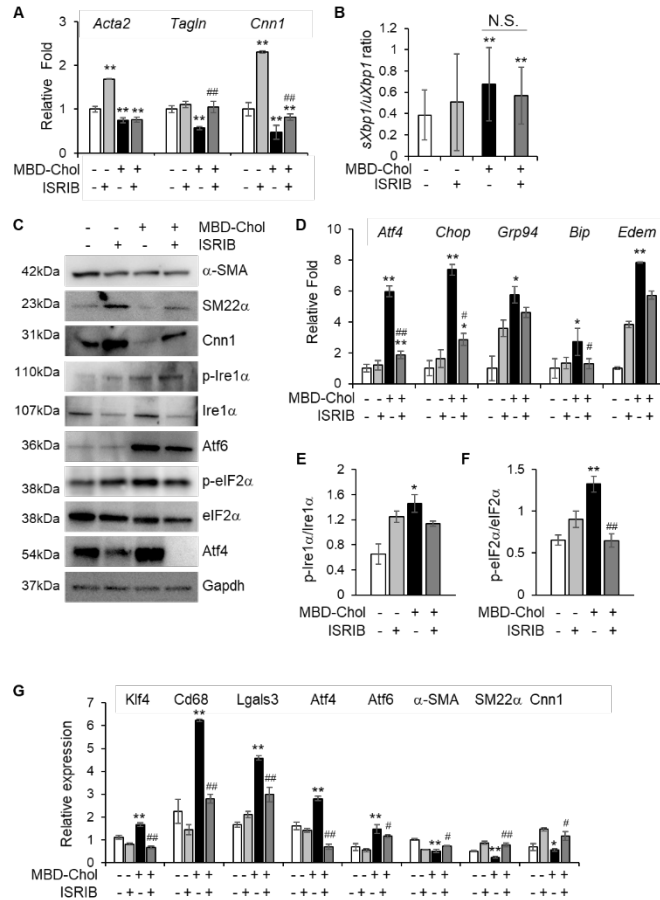 A
Acta2 Tagln Cnn1
Relative Fold
3
2
1
0
** ** ** ** ## ** ** ## **
MBD-Chol - - + + - - + + - - + +
ISRIB - + - + - + - + - + - +
B
N.S.
** **
sXbp1/uXbp1 ratio
1.2
1.0
0.8
0.6
0.4
0.2
0
MBD-Chol - - + +
ISRIB - + - +
C
- - + + MBD-Chol
- + - + ISRIB
42kDa α-SMA
23kDa SM22α
31kDa Cnn1
110kDa p-Ire1α
107kDa Ire1α
36kDa Atf6
38kDa p-eIF2α
38kDa eIF2α
54kDa Atf4
37kDa Gapdh
D
Atf4 Chop Grp94 Bip Edem
Relative Fold
10
8
6
4
2
0
** ## ** ** # * * * # **
MBD-Chol - - + + - - + + - - + + - - + + - - + +
ISRIB - + - + - + - + - + - + - + - + - + - +
E
p-Ire1α/Ire1α
2
1.6
1.2
0.8
0.4
0
*
MBD-Chol - - + +
ISRIB - + - +
F
p-eIF2α/eIF2α
1.5
1
0.5
0
** ##
MBD-Chol - - + +
ISRIB - + - +
G
Klf4 Cd68 Lgals3 Atf4 Atf6 α-SMA SM22α Cnn1
Relative expression
7
6
5
4
3
2
1
0
** ## ** ## ** ## ** ## ** # ** # ** ## * #
MBD-Chol - - + + - - + + - - + + - - + + - - + + - - + + - - + + - - + +
ISRIB - + - + - + - + - + - + - + - + - + - + - + - + - + - + - + - +